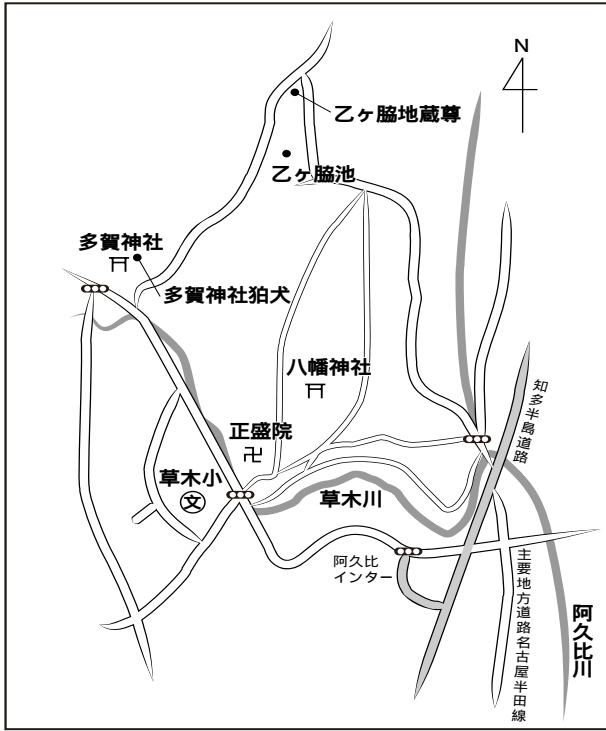 N
乙ヶ脇地蔵尊
乙ヶ脇池
多賀神社
多賀神社狛犬
八幡神社
知多半島道路
正盛院
卍
草木小
文
草木川
阿久比
インター
主要地方道路名古屋半田線
阿久比川